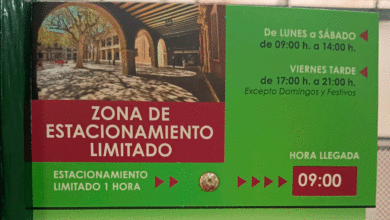 De LUNES a SÁBADO
de 09:00 h. a 14:00 h.
VIERNES TARDE
de 17:00 a 21:00 h.
Excepto Domingos y Festivos
ZONA DE
ESTACIONAMIENTO
LIMITADO
ESTACIONAMIENTO
LIMITADO 1 HORA
HORA LLEGADA
09:00